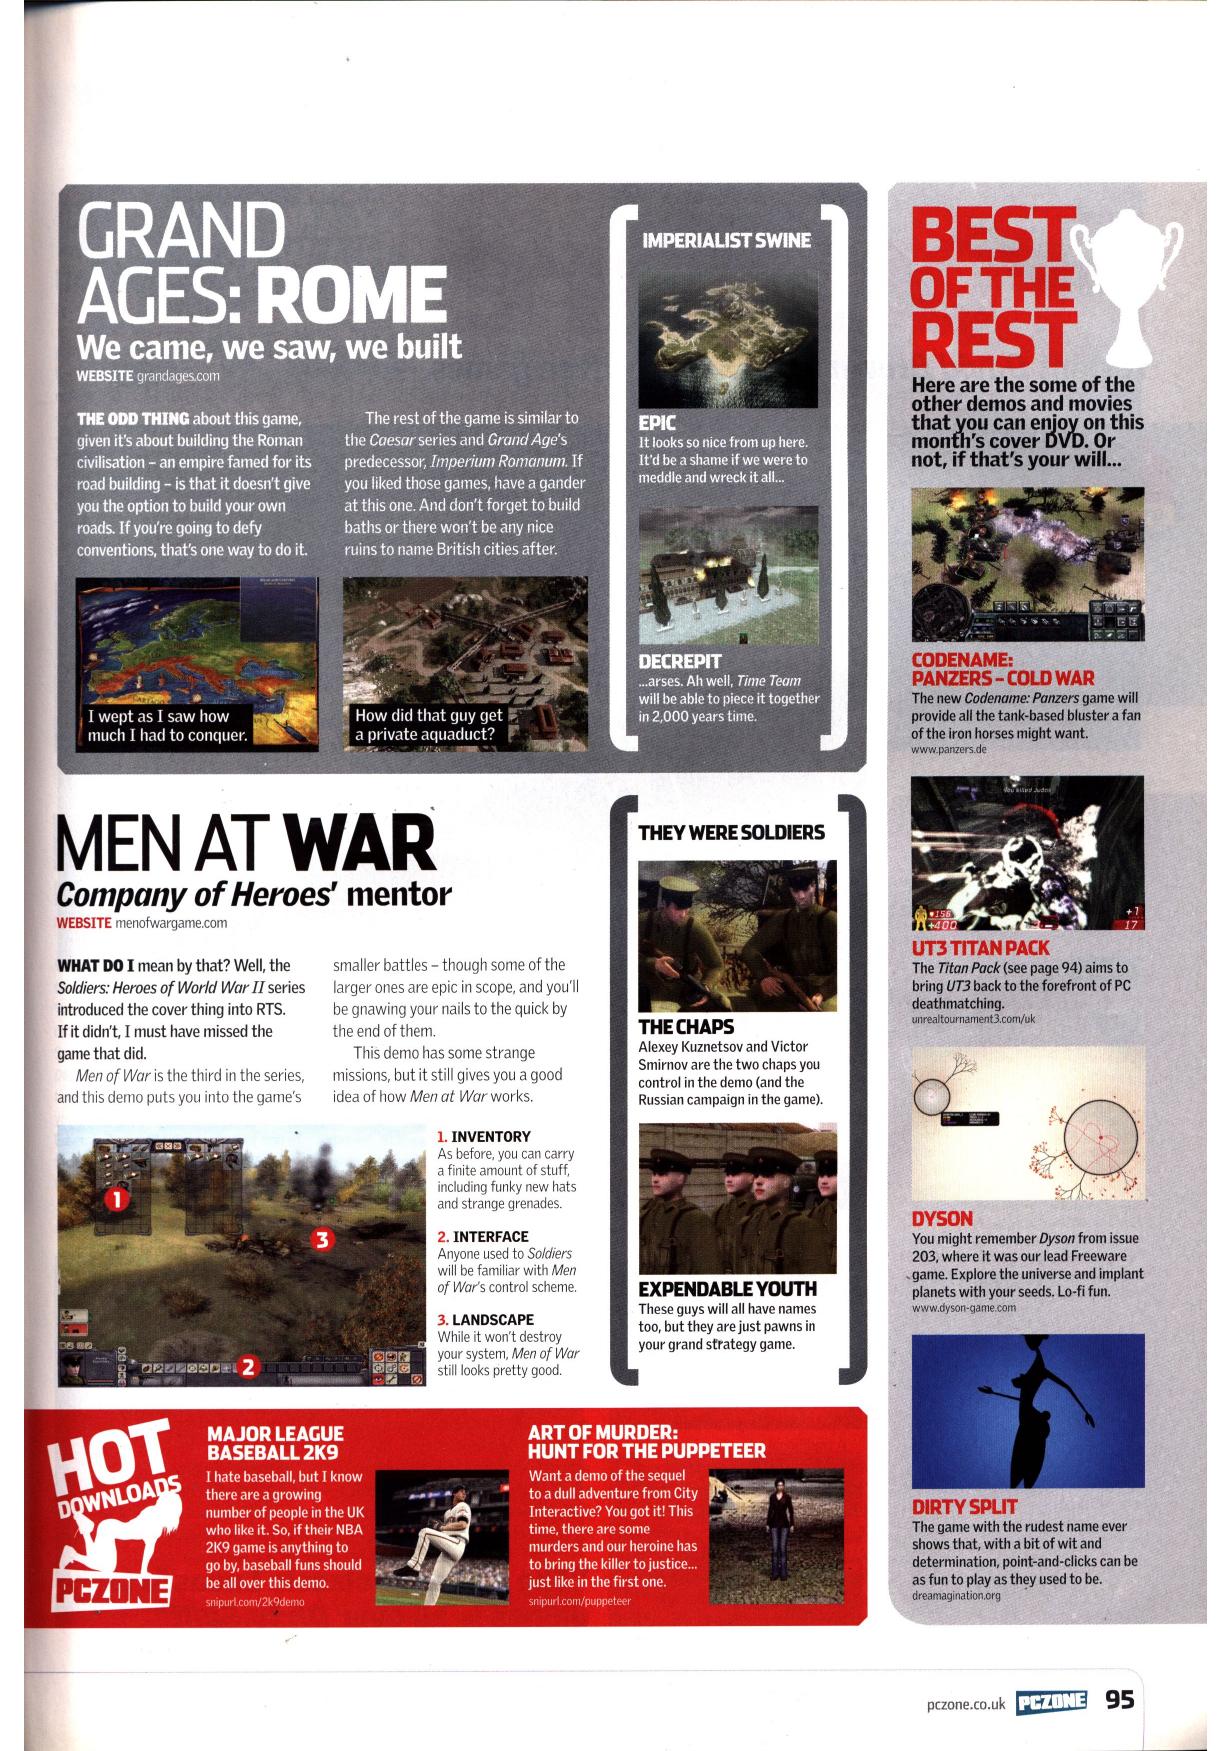 GRAND
AGES: ROME
We came, we saw, we built
WEBSITE grandages.com
THE ODD THING about this game,
given it's about building the Roman
civilisation – an empire famed for its
road building – is that it doesn't give
you the option to build your own
roads. If you're going to defy
conventions, that's one way to do it.
The rest of the game is similar to
the Caesar series and Grand Age's
predecessor, Imperium Romanum. If
you liked those games, have a gander
at this one. And don't forget to build
baths or there won't be any nice
ruins to name British cities after.
I wept as I saw how
much I had to conquer.
How did that guy get
a private aquaduct?
IMPERIALIST SWINE
EPIC
It looks so nice from up here.
It'd be a shame if we were to
meddle and wreck it all...
DECREPIT
...arses. Ah well, Time Team
will be able to piece it together
in 2,000 years time.
MEN AT WAR
Company of Heroes' mentor
WEBSITE menofwargame.com
WHAT DO I mean by that? Well, the
Soldiers: Heroes of World War II series
introduced the cover thing into RTS.
If it didn't, I must have missed the
game that did.
Men of War is the third in the series,
and this demo puts you into the game's
smaller battles – though some of the
larger ones are epic in scope, and you'll
be gnawing your nails to the quick by
the end of them.
This demo has some strange
missions, but it still gives you a good
idea of how Men at War works.
1
3
2
1. INVENTORY
As before, you can carry
a finite amount of stuff,
including funky new hats
and strange grenades.
2. INTERFACE
Anyone used to Soldiers
will be familiar with Men
of War's control scheme.
3. LANDSCAPE
While it won't destroy
your system, Men of War
still looks pretty good.
THEY WERE SOLDIERS
THE CHAPS
Alexey Kuznetsov and Victor
Smirnov are the two chaps you
control in the demo (and the
Russian campaign in the game).
EXPENDABLE YOUTH
These guys will all have names
too, but they are just pawns in
your grand strategy game.
HOT
DOWNLOADS
PCZONE
MAJOR LEAGUE
BASEBALL 2K9
I hate baseball, but I know
there are a growing
number of people in the UK
who like it. So, if their NBA
2K9 game is anything to
go by, baseball funs should
be all over this demo.
snipurl.com/2k9demo
ART OF MURDER:
HUNT FOR THE PUPPETEER
Want a demo of the sequel
to a dull adventure from City
Interactive? You got it! This
time, there are some
murders and our heroine has
to bring the killer to justice...
just like in the first one.
snipurl.com/puppeteer
BEST
OF THE
REST
Here are the some of the
other demos and movies
that you can enjoy on this
month's cover DVD. Or
not, if that's your will...
CODENAME:
PANZERS – COLD WAR
The new Codename: Panzers game will
provide all the tank-based bluster a fan
of the iron horses might want.
www.panzers.de
You killed Judas
156
+400
+1
17
UT3 TITAN PACK
The Titan Pack (see page 94) aims to
bring UT3 back to the forefront of PC
deathmatching.
unrealtournament3.com/uk
DYSON
You might remember Dyson from issue
203, where it was our lead Freeware
game. Explore the universe and implant
planets with your seeds. Lo-fi fun.
www.dyson-game.com
DIRTY SPLIT
The game with the rudest name ever
shows that, with a bit of wit and
determination, point-and-clicks can be
as fun to play as they used to be.
dreamagination.org
pczone.co.uk PCZONE 95